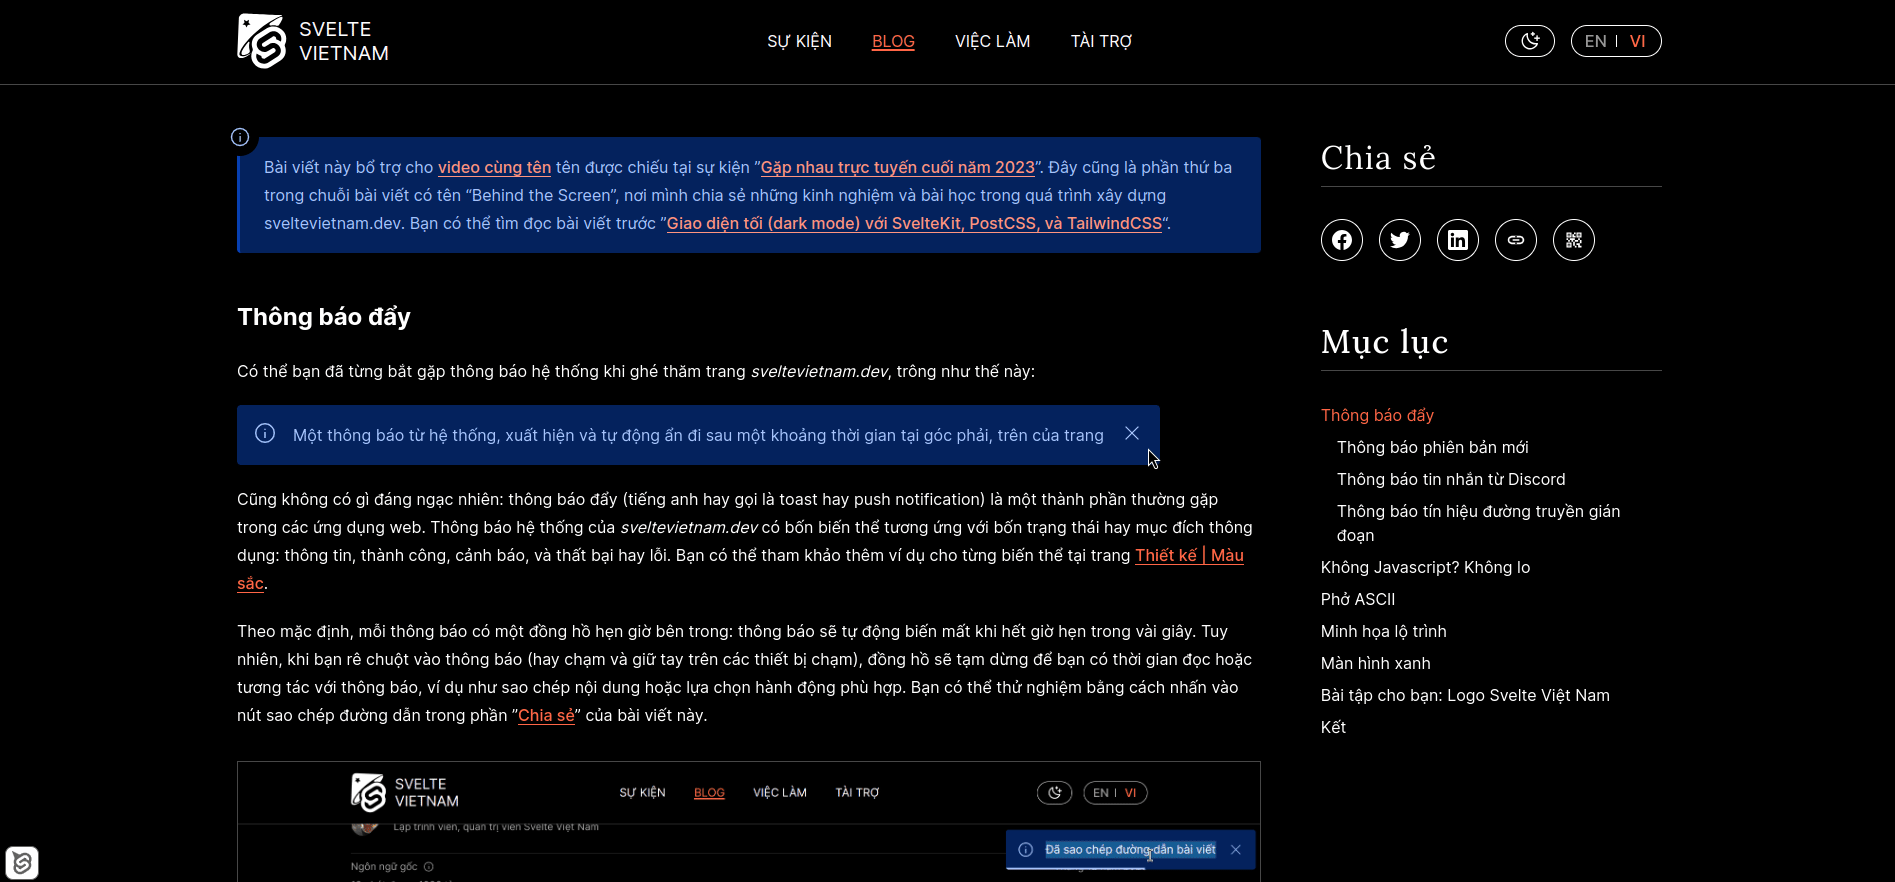 SVELTE
VIETNAM
SỰ KIỆN
BLOG
VIỆC LÀM
TÀI TRỢ
EN | VI
Bài viết này bổ trợ cho video cùng tên tên được chiếu tại sự kiện ”Gặp nhau trực tuyến cuối năm 2023”. Đây cũng là phần thứ ba
trong chuỗi bài viết có tên “Behind the Screen”, nơi mình chia sẻ những kinh nghiệm và bài học trong quá trình xây dựng
sveltevietnam.dev. Bạn có thể tìm đọc bài viết trước ”Giao diện tối (dark mode) với SvelteKit, PostCSS, và TailwindCSS“.
Thông báo đẩy
Có thể bạn đã từng bắt gặp thông báo hệ thống khi ghé thăm trang sveltevietnam.dev, trông như thế này:
Một thông báo từ hệ thống, xuất hiện và tự động ẩn đi sau một khoảng thời gian tại góc phải, trên của trang
Cũng không có gì đáng ngạc nhiên: thông báo đẩy (tiếng anh hay gọi là toast hay push notification) là một thành phần thường gặp
trong các ứng dụng web. Thông báo hệ thống của sveltevietnam.dev có bốn biến thể tương ứng với bốn trạng thái hay mục đích thông
dụng: thông tin, thành công, cảnh báo, và thất bại hay lỗi. Bạn có thể tham khảo thêm ví dụ cho từng biến thể tại trang Thiết kế | Màu
sắc.
Theo mặc định, mỗi thông báo có một đồng hồ hẹn giờ bên trong: thông báo sẽ tự động biến mất khi hết giờ hẹn trong vài giây. Tuy
nhiên, khi bạn rê chuột vào thông báo (hay chạm và giữ tay trên các thiết bị chạm), đồng hồ sẽ tạm dừng để bạn có thời gian đọc hoặc
tương tác với thông báo, ví dụ như sao chép nội dung hoặc lựa chọn hành động phù hợp. Bạn có thể thử nghiệm bằng cách nhấn vào
nút sao chép đường dẫn trong phần ”Chia sẻ” của bài viết này.
SVELTE
VIETNAM
SỰ KIỆN
BLOG
VIỆC LÀM
TÀI TRỢ
EN | VI
Lập trình viên, quản trị viên Svelte Việt Nam
Đã sao chép đường dẫn bài viết
Ngôn ngữ gốc
Chia sẻ
Mục lục
Thông báo đẩy
Thông báo phiên bản mới
Thông báo tin nhắn từ Discord
Thông báo tín hiệu đường truyền gián
đoạn
Không Javascript? Không lo
Phở ASCII
Minh họa lộ trình
Màn hình xanh
Bài tập cho bạn: Logo Svelte Việt Nam
Kết